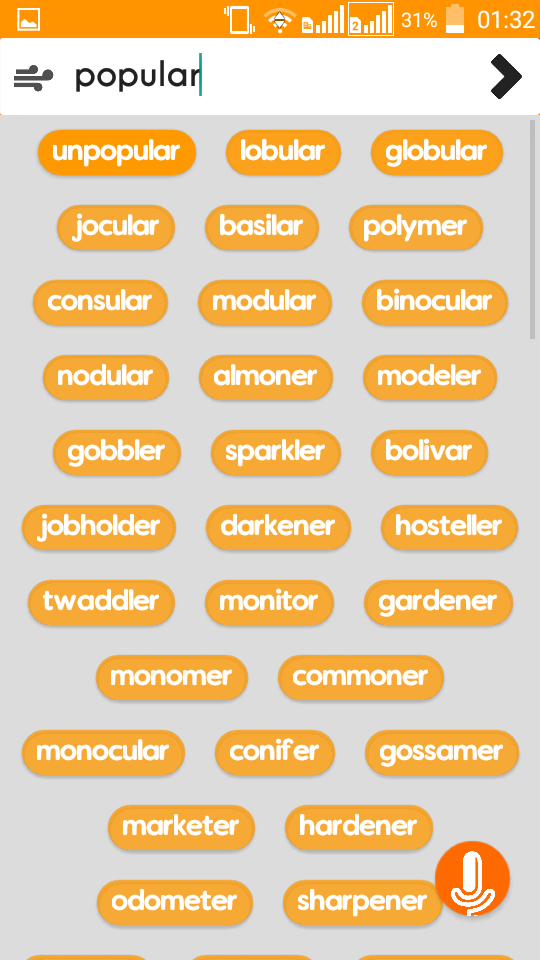 31% 01:32
popular
unpopular lobular globular
jocular basilar polymer
consular modular binocular
nodular almoner modeler
gobbler sparkler bolivar
jobholder darkener hosteller
twaddler monitor gardener
monomer commoner
monocular conifer gossamer
marketer hardener
odometer sharpener